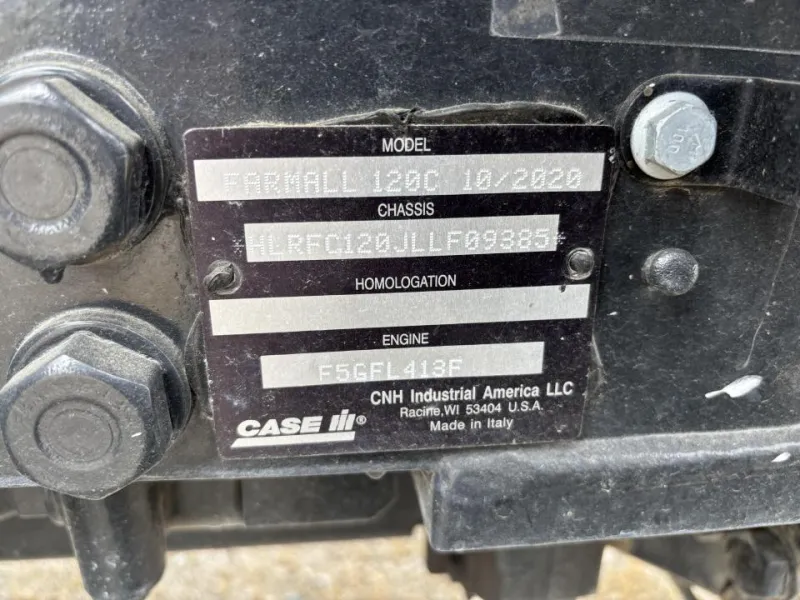 MODEL
FARMALL 120C 10/2020
CHASSIS
*HLRFC120JLLF09385*
HOMOLOGATION
ENGINE
F5GFL413F
CNH Industrial America LLC
Racine,WI 53404 U.S.A.
Made in Italy
CASE IH®